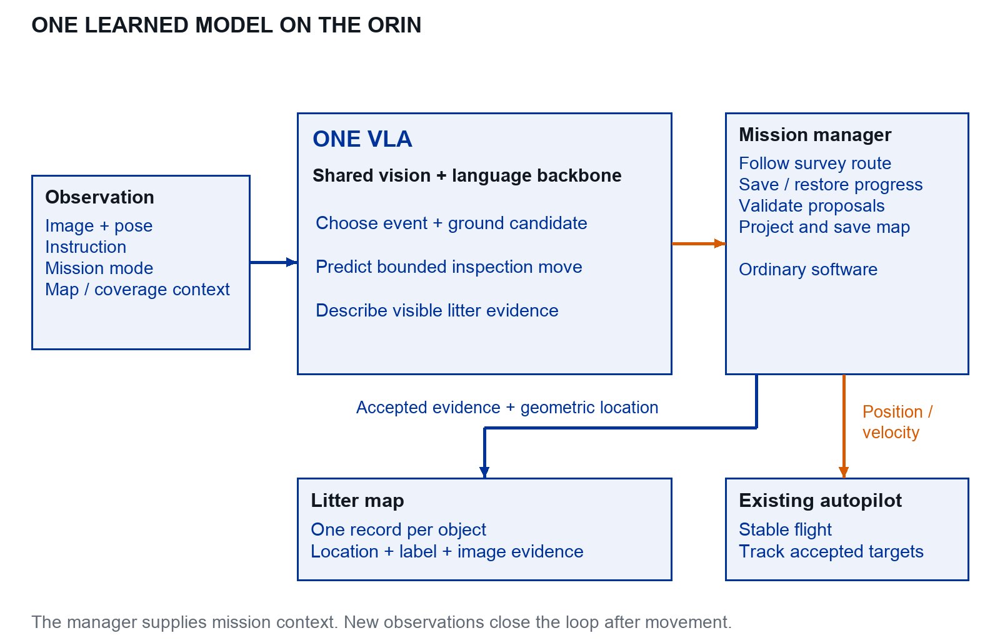 ONE LEARNED MODEL ON THE ORIN
Observation
Image + pose
Instruction
Mission mode
Map / coverage context
ONE VLA
Shared vision + language backbone
Choose event + ground candidate
Predict bounded inspection move
Describe visible litter evidence
Mission manager
Follow survey route
Save / restore progress
Validate proposals
Project and save map
Ordinary software
Accepted evidence + geometric location
Position /
velocity
Litter map
One record per object
Location + label + image evidence
Existing autopilot
Stable flight
Track accepted targets
The manager supplies mission context. New observations close the loop after movement.